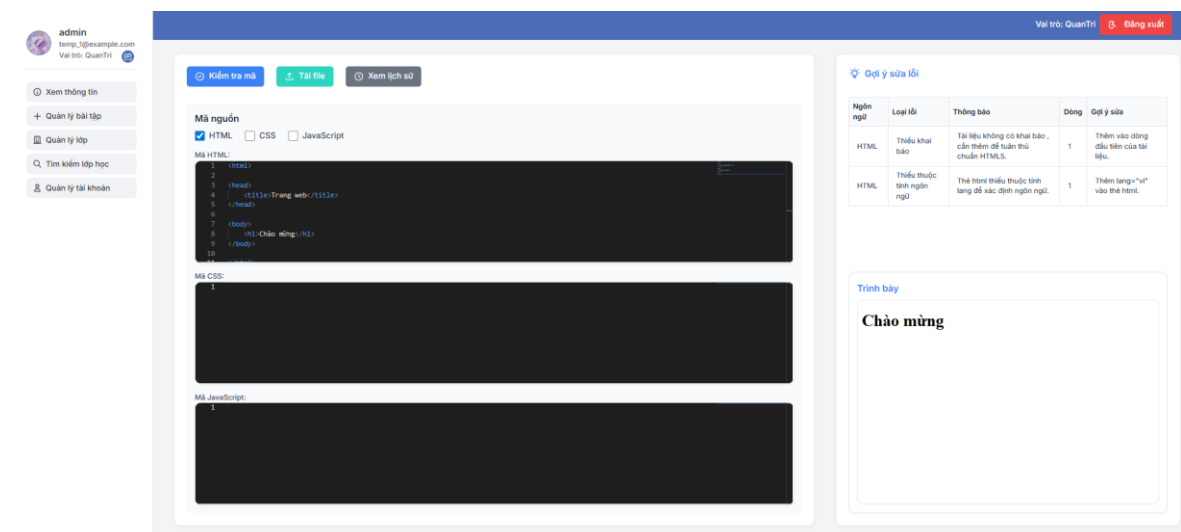 admin
temp_1@example.com
Vai trò: QuanTri
Xem thông tin
Quản lý bài tập
Quản lý lớp
Tìm kiếm lớp học
Quản lý tài khoản
Vai trò: QuanTri
Đăng xuất
Kiểm tra mã
Tải file
Xem lịch sử
Mã nguồn
HTML
CSS
JavaScript
Mã HTML:
1 <html>
2
3 <head>
4 <title>Trang web</title>
5 </head>
6
7 <body>
8 <h1>Chào mừng</h1>
9 </body>
10
Mã CSS:
1
Mã JavaScript:
1
Gợi ý sửa lỗi
Ngôn ngữ Loại lỗi Thông báo Dòng Gợi ý sửa
HTML Thiếu khai báo Tài liệu không có khai báo , cần thêm để tuân thủ chuẩn HTML5. 1 Thêm vào dòng đầu tiên của tài liệu.
HTML Thiếu thuộc tính ngôn ngữ Thẻ html thiếu thuộc tính lang để xác định ngôn ngữ. 1 Thêm lang="vi" vào thẻ html.
Trình bày
Chào mừng